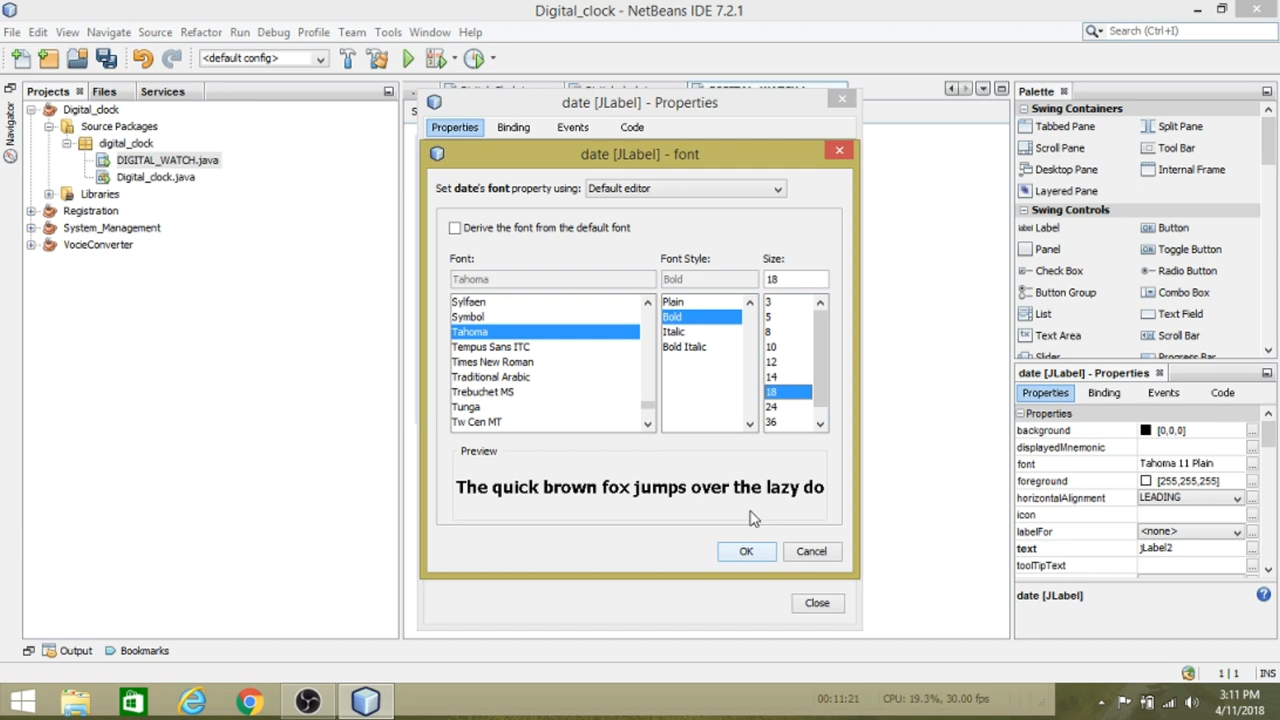 Digital_clock - NetBeans IDE 7.2.1
File Edit View Navigate Source Refactor Run Debug Profile Team Tools Window Help
Search (Ctrl+I)
<default config>
Projects Files Services
Digital_clock
Source Packages
digital_clock
DIGITAL_WATCH.java
Digital_clock.java
Libraries
Registration
System_Management
VocieConverter
Navigator
date [JLabel] - Properties
Properties Binding Events Code
date [JLabel] - font
Set date's font property using: Default editor
Derive the font from the default font
Font: Font Style: Size:
Tahoma Bold 18
Sylfaen Plain 3
Symbol Bold 5
Tahoma Italic 8
Tempus Sans ITC Bold Italic 10
Times New Roman 12
Traditional Arabic 14
Trebuchet MS 18
Tunga 24
Tw Cen MT 36
Preview
The quick brown fox jumps over the lazy do
OK Cancel
Close
Palette
Swing Containers
Tabbed Pane Split Pane
Scroll Pane Tool Bar
Desktop Pane Internal Frame
Layered Pane
Swing Controls
label Label OK Button
Panel ON Toggle Button
Check Box Radio Button
Button Group Combo Box
List Text Field
Text Area Scroll Bar
Slider Progress Bar
date [JLabel] - Properties
Properties Binding Events Code
Properties
background [0,0,0] ...
displayedMnemonic ...
font Tahoma 11 Plain ...
foreground [255,255,255] ...
horizontalAlignment LEADING ...
icon ...
labelFor <none> ...
text jLabel2 ...
toolTipText ...
date [JLabel]
Output Bookmarks
1 | 1 INS
00:11:21 CPU: 19.3%, 30.00 fps
3:11 PM
4/11/2018